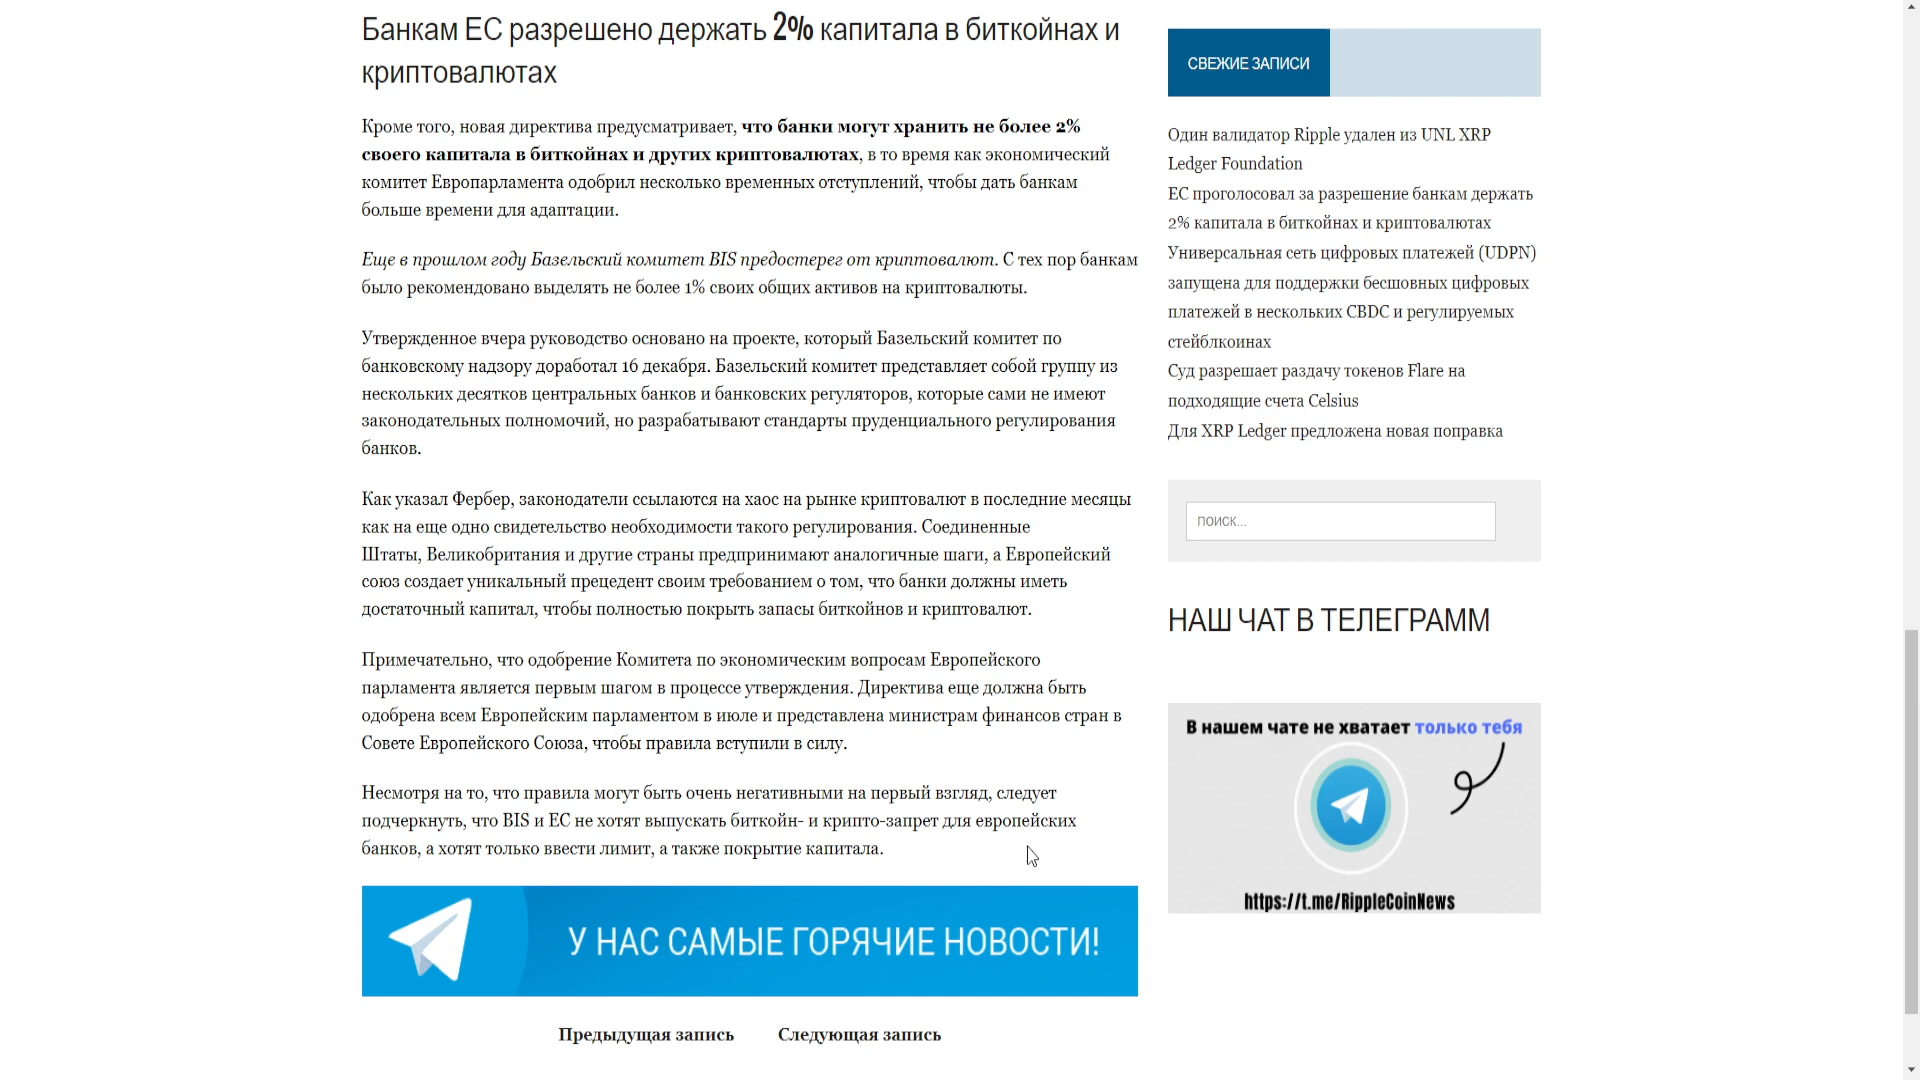 Банкам ЕС разрешено держать 2% капитала в биткойнах и
криптовалютах
Кроме того, новая директива предусматривает, что банки могут хранить не более 2%
своего капитала в биткойнах и других криптовалютах, в то время как экономический
комитет Европарламента одобрил несколько временных отступлений, чтобы дать банкам
больше времени для адаптации.
Еще в прошлом году Базельский комитет BIS предостерег от криптовалют. С тех пор банкам
было рекомендовано выделять не более 1% своих общих активов на криптовалюты.
Утвержденное вчера руководство основано на проекте, который Базельский комитет по
банковскому надзору доработал 16 декабря. Базельский комитет представляет собой группу из
нескольких десятков центральных банков и банковских регуляторов, которые сами не имеют
законодательных полномочий, но разрабатывают стандарты пруденциального регулирования
банков.
Как указал Фербер, законодатели ссылаются на хаос на рынке криптовалют в последние месяцы
как на еще одно свидетельство необходимости такого регулирования. Соединенные
Штаты, Великобритания и другие страны предпринимают аналогичные шаги, а Европейский
союз создает уникальный прецедент своим требованием о том, что банки должны иметь
достаточный капитал, чтобы полностью покрыть запасы биткойнов и криптовалют.
Примечательно, что одобрение Комитета по экономическим вопросам Европейского
парламента является первым шагом в процессе утверждения. Директива еще должна быть
одобрена всем Европейским парламентом в июле и представлена министрам финансов стран в
Совете Европейского Союза, чтобы правила вступили в силу.
Несмотря на то, что правила могут быть очень негативными на первый взгляд, следует
подчеркнуть, что BIS и ЕС не хотят выпускать биткойн- и крипто-запрет для европейских
банков, а хотят только ввести лимит, а также покрытие капитала.
У НАС САМЫЕ ГОРЯЧИЕ НОВОСТИ!
Предыдущая запись Следующая запись
СВЕЖИЕ ЗАПИСИ
Один валидатор Ripple удален из UNL XRP
Ledger Foundation
ЕС проголосовал за разрешение банкам держать
2% капитала в биткойнах и криптовалютах
Универсальная сеть цифровых платежей (UDPN)
запущена для поддержки бесшовных цифровых
платежей в нескольких CBDC и регулируемых
стейблкоинах
Суд разрешает раздачу токенов Flare на
подходящие счета Celsius
Для XRP Ledger предложена новая поправка
ПОИСК...
НАШ ЧАТ В ТЕЛЕГРАММ
В нашем чате не хватает только тебя
https://t.me/RippleCoinNews